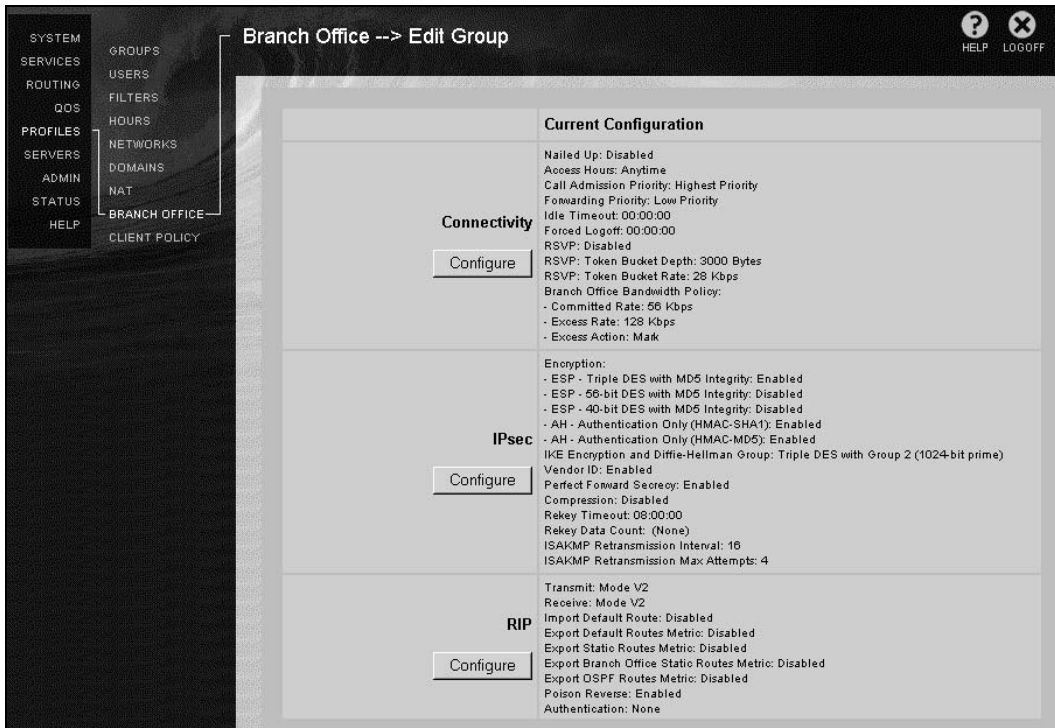 Branch Office --> Edit Group
HELP
LOGOFF
SYSTEM
SERVICES
ROUTING
QOS
PROFILES
SERVERS
ADMIN
STATUS
HELP
GROUPS
USERS
FILTERS
HOURS
NETWORKS
DOMAINS
NAT
BRANCH OFFICE
CLIENT POLICY
Current Configuration
Connectivity
Configure
Nailed Up: Disabled
Access Hours: Anytime
Call Admission Priority: Highest Priority
Forwarding Priority: Low Priority
Idle Timeout: 00:00:00
Forced Logoff: 00:00:00
RSVP: Disabled
RSVP: Token Bucket Depth: 3000 Bytes
RSVP: Token Bucket Rate: 28 Kbps
Branch Office Bandwidth Policy:
- Committed Rate: 56 Kbps
- Excess Rate: 128 Kbps
- Excess Action: Mark
IPsec
Configure
Encryption:
- ESP - Triple DES with MD5 Integrity: Enabled
- ESP - 56-bit DES with MD5 Integrity: Disabled
- ESP - 40-bit DES with MD5 Integrity: Disabled
- AH - Authentication Only (HMAC-SHA1): Enabled
- AH - Authentication Only (HMAC-MD5): Enabled
IKE Encryption and Diffie-Hellman Group: Triple DES with Group 2 (1024-bit prime)
Vendor ID: Enabled
Perfect Forward Secrecy: Enabled
Compression: Disabled
Rekey Timeout: 08:00:00
Rekey Data Count: (None)
ISAKMP Retransmission Interval: 16
ISAKMP Retransmission Max Attempts: 4
RIP
Configure
Transmit: Mode V2
Receive: Mode V2
Import Default Route: Disabled
Export Default Routes Metric: Disabled
Export Static Routes Metric: Disabled
Export Branch Office Static Routes Metric: Disabled
Export OSPF Routes Metric: Disabled
Poison Reverse: Enabled
Authentication: None